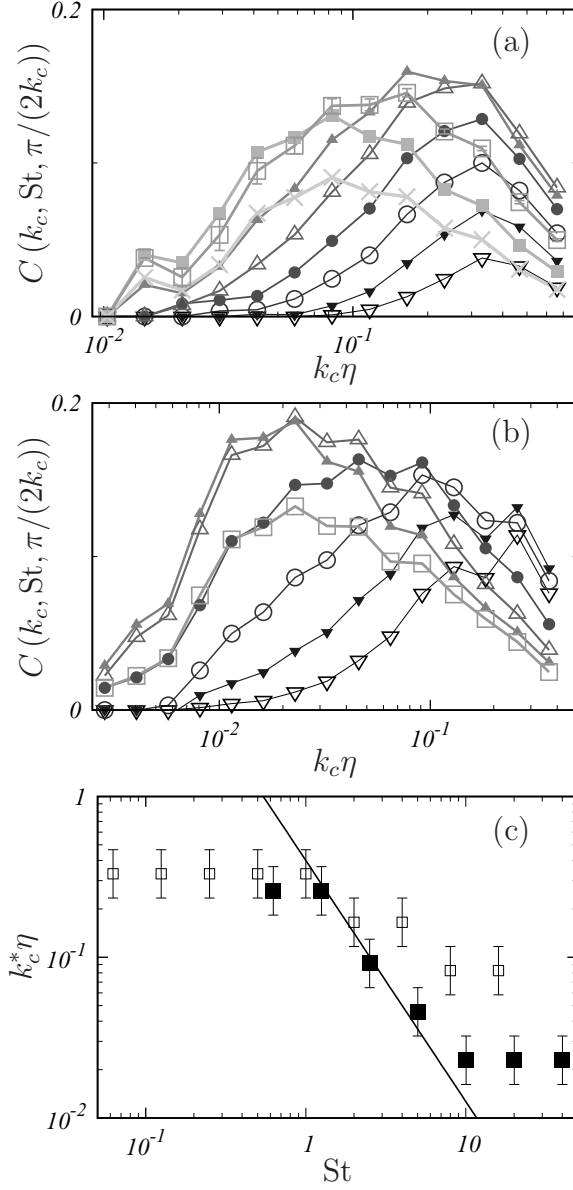 0.2
(a)
C (k_c, St, π/(2k_c))
0
10^{-2}
10^{-1}
k_cη
0.2
(b)
C (k_c, St, π/(2k_c))
0
10^{-2}
10^{-1}
k_cη
1
(c)
k_c^*η
10^{-1}
10^{-2}
10^{-1}
1
10
St